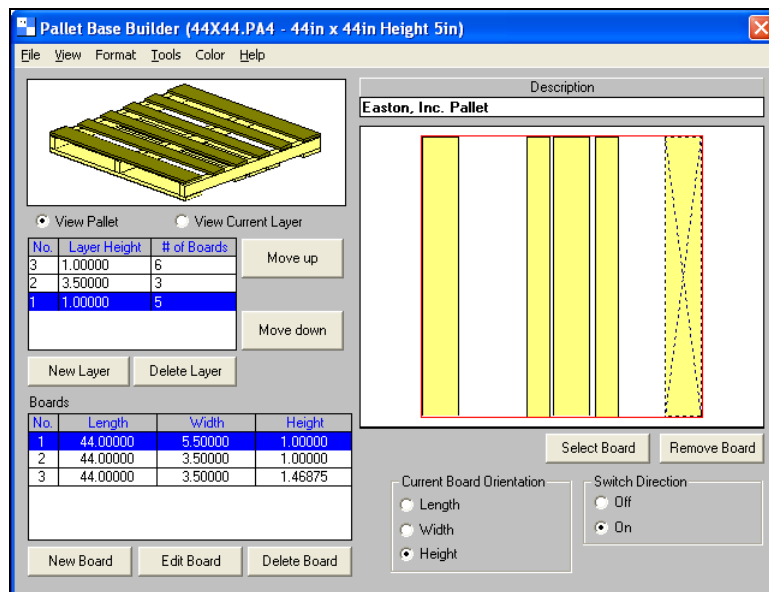 Pallet Base Builder (44X44.PA4 - 44in x 44in Height 5in)
File View Format Tools Color Help
Description
Easton, Inc. Pallet
View Pallet View Current Layer
No. Layer Height # of Boards
3 1.00000 6
2 3.50000 3
1 1.00000 5
Move up
Move down
New Layer Delete Layer
Boards
No. Length Width Height
1 44.00000 5.50000 1.00000
2 44.00000 3.50000 1.00000
3 44.00000 3.50000 1.46875
New Board Edit Board Delete Board
Select Board Remove Board
Current Board Orientation
Length
Width
Height
Switch Direction
Off
On